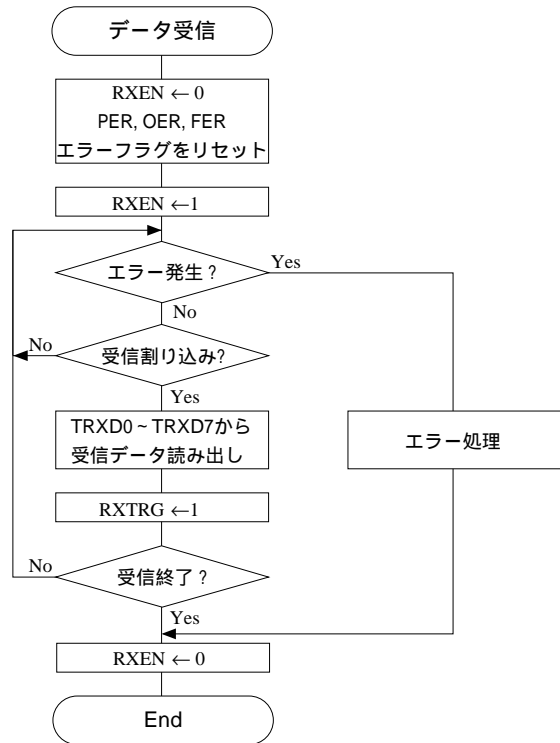 データ受信
RXEN ← 0
PER, OER, FER
エラーフラグをリセット
RXEN ←1
エラー発生？
Yes
No
受信割り込み?
No
Yes
TRXD0 ~ TRXD7から
受信データ読み出し
エラー処理
RXTRG ←1
受信終了？
No
Yes
RXEN ← 0
End